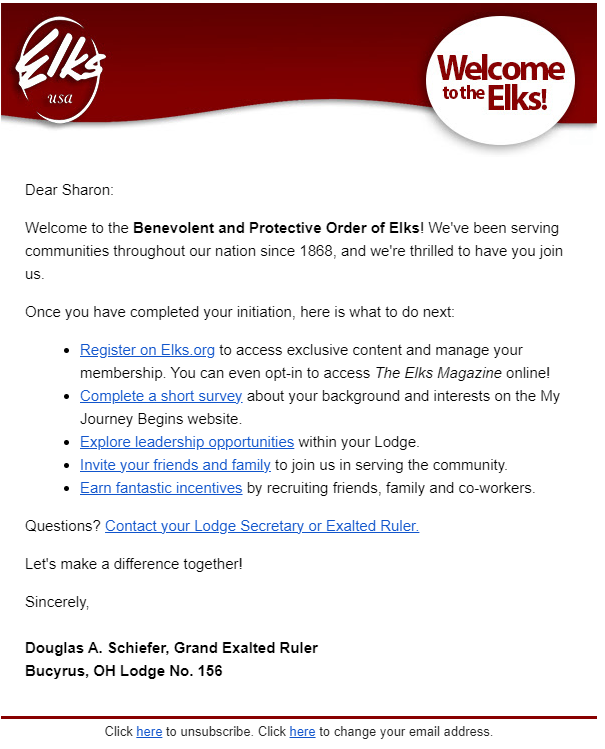 Elks
usa
Welcome
to the Elks!
Dear Sharon:
Welcome to the Benevolent and Protective Order of Elks! We've been serving
communities throughout our nation since 1868, and we're thrilled to have you join
us.
Once you have completed your initiation, here is what to do next:
• Register on Elks.org to access exclusive content and manage your
membership. You can even opt-in to access The Elks Magazine online!
• Complete a short survey about your background and interests on the My
Journey Begins website.
• Explore leadership opportunities within your Lodge.
• Invite your friends and family to join us in serving the community.
• Earn fantastic incentives by recruiting friends, family and co-workers.
Questions? Contact your Lodge Secretary or Exalted Ruler.
Let's make a difference together!
Sincerely,
Douglas A. Schiefer, Grand Exalted Ruler
Bucyrus, OH Lodge No. 156
Click here to unsubscribe. Click here to change your email address.